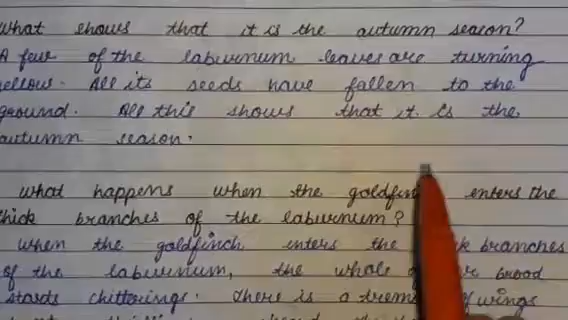 What shows that it is the autumn season?
A few of the laburnum leaves are turning
yellow. All its seeds have fallen to the
ground. All this shows that it is the
autumn season.
What happens when the goldfin enters the
thick branches of the laburnum?
When the goldfinch enters the k branches
of the laburnum, the whole brood
starts chitterings. There is a trem of wings